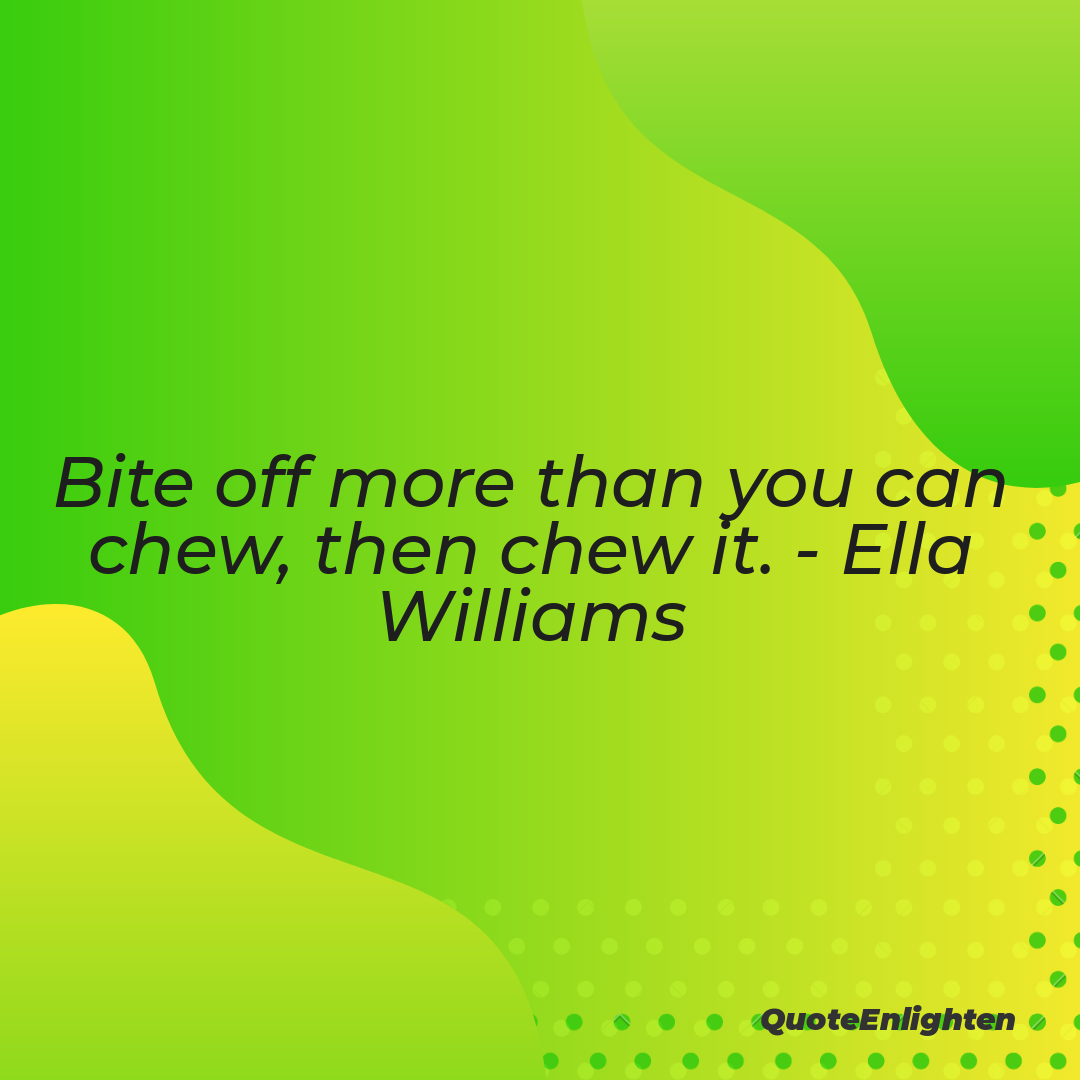 Bite off more than you can
chew, then chew it. - Ella
Williams
QuoteEnlighten